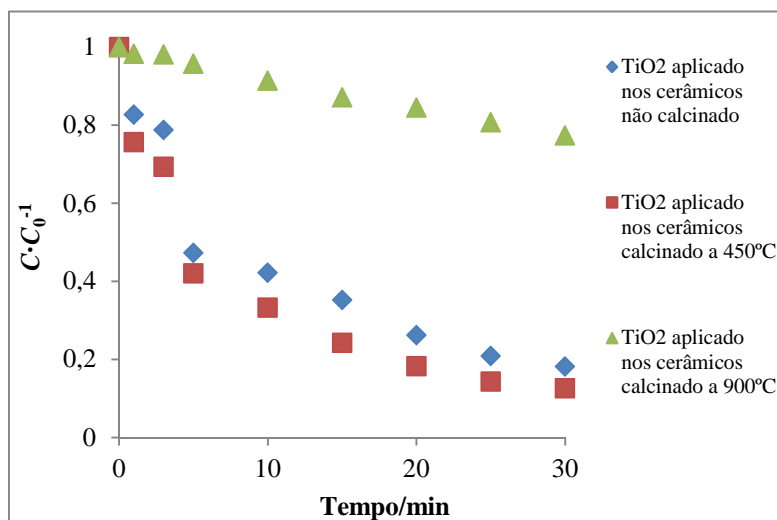 1
0,8
0,6
0,4
0,2
0
0
10
20
30
C·C₀⁻¹
Tempo/min
TiO2 aplicado
nos cerâmicos
não calcinado
TiO2 aplicado
nos cerâmicos
calcinado a 450ºC
TiO2 aplicado
nos cerâmicos
calcinado a 900ºC